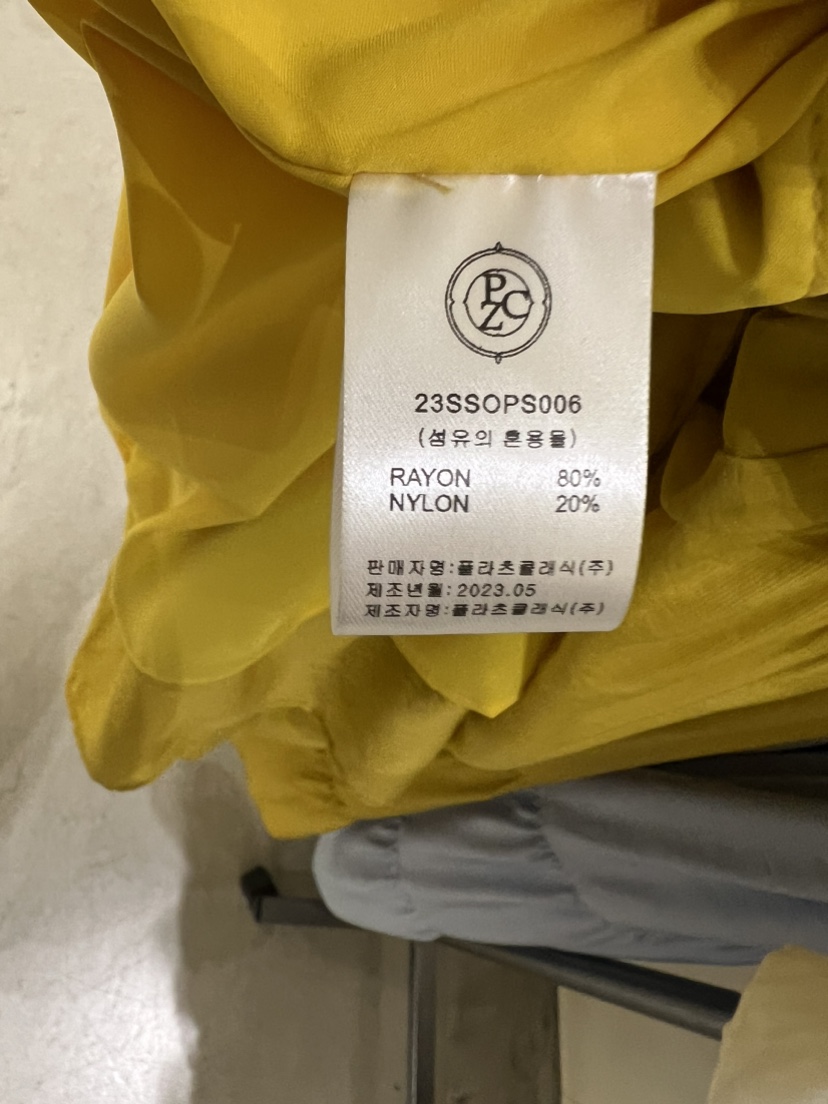 PZC
23SSOPS006
(섬유의 혼용율)
RAYON 80%
NYLON 20%
판매자명:플라츠클래식(주)
제조년월:2023.05
제조자명:플라츠클래식(주)